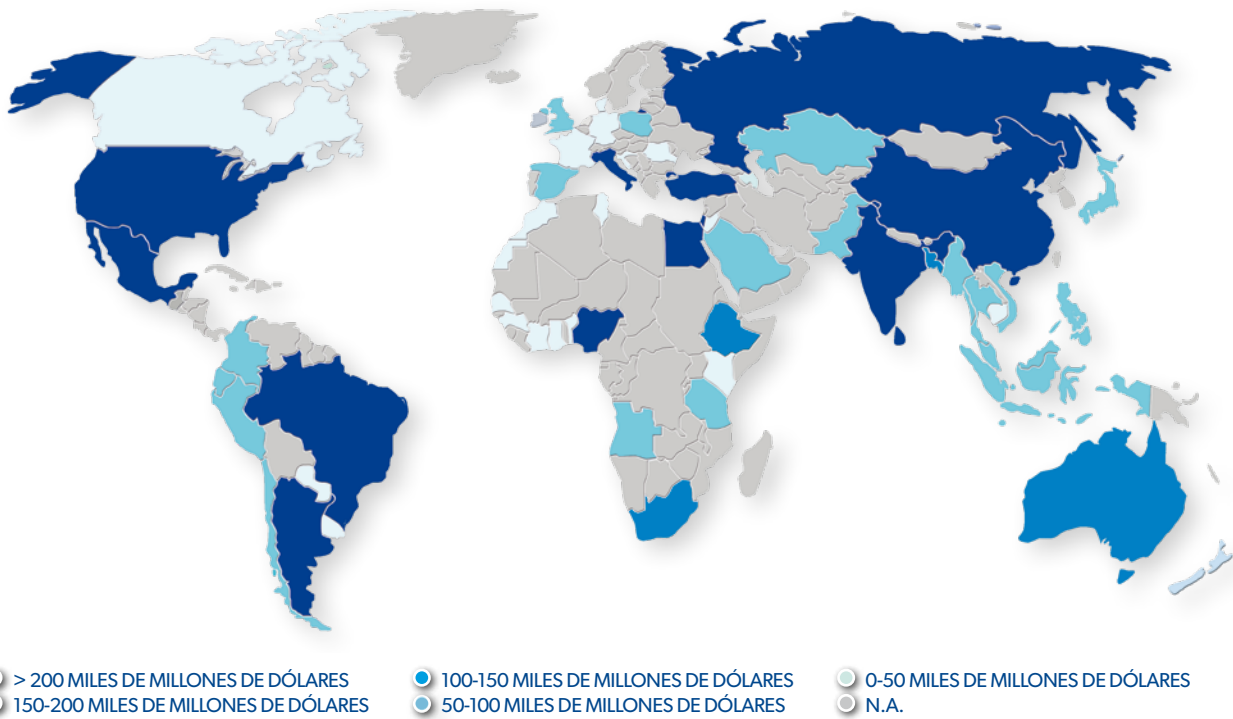 > 200 MILES DE MILLONES DE DÓLARES
100-150 MILES DE MILLONES DE DÓLARES
0-50 MILES DE MILLONES DE DÓLARES
150-200 MILES DE MILLONES DE DÓLARES
50-100 MILES DE MILLONES DE DÓLARES
N.A.